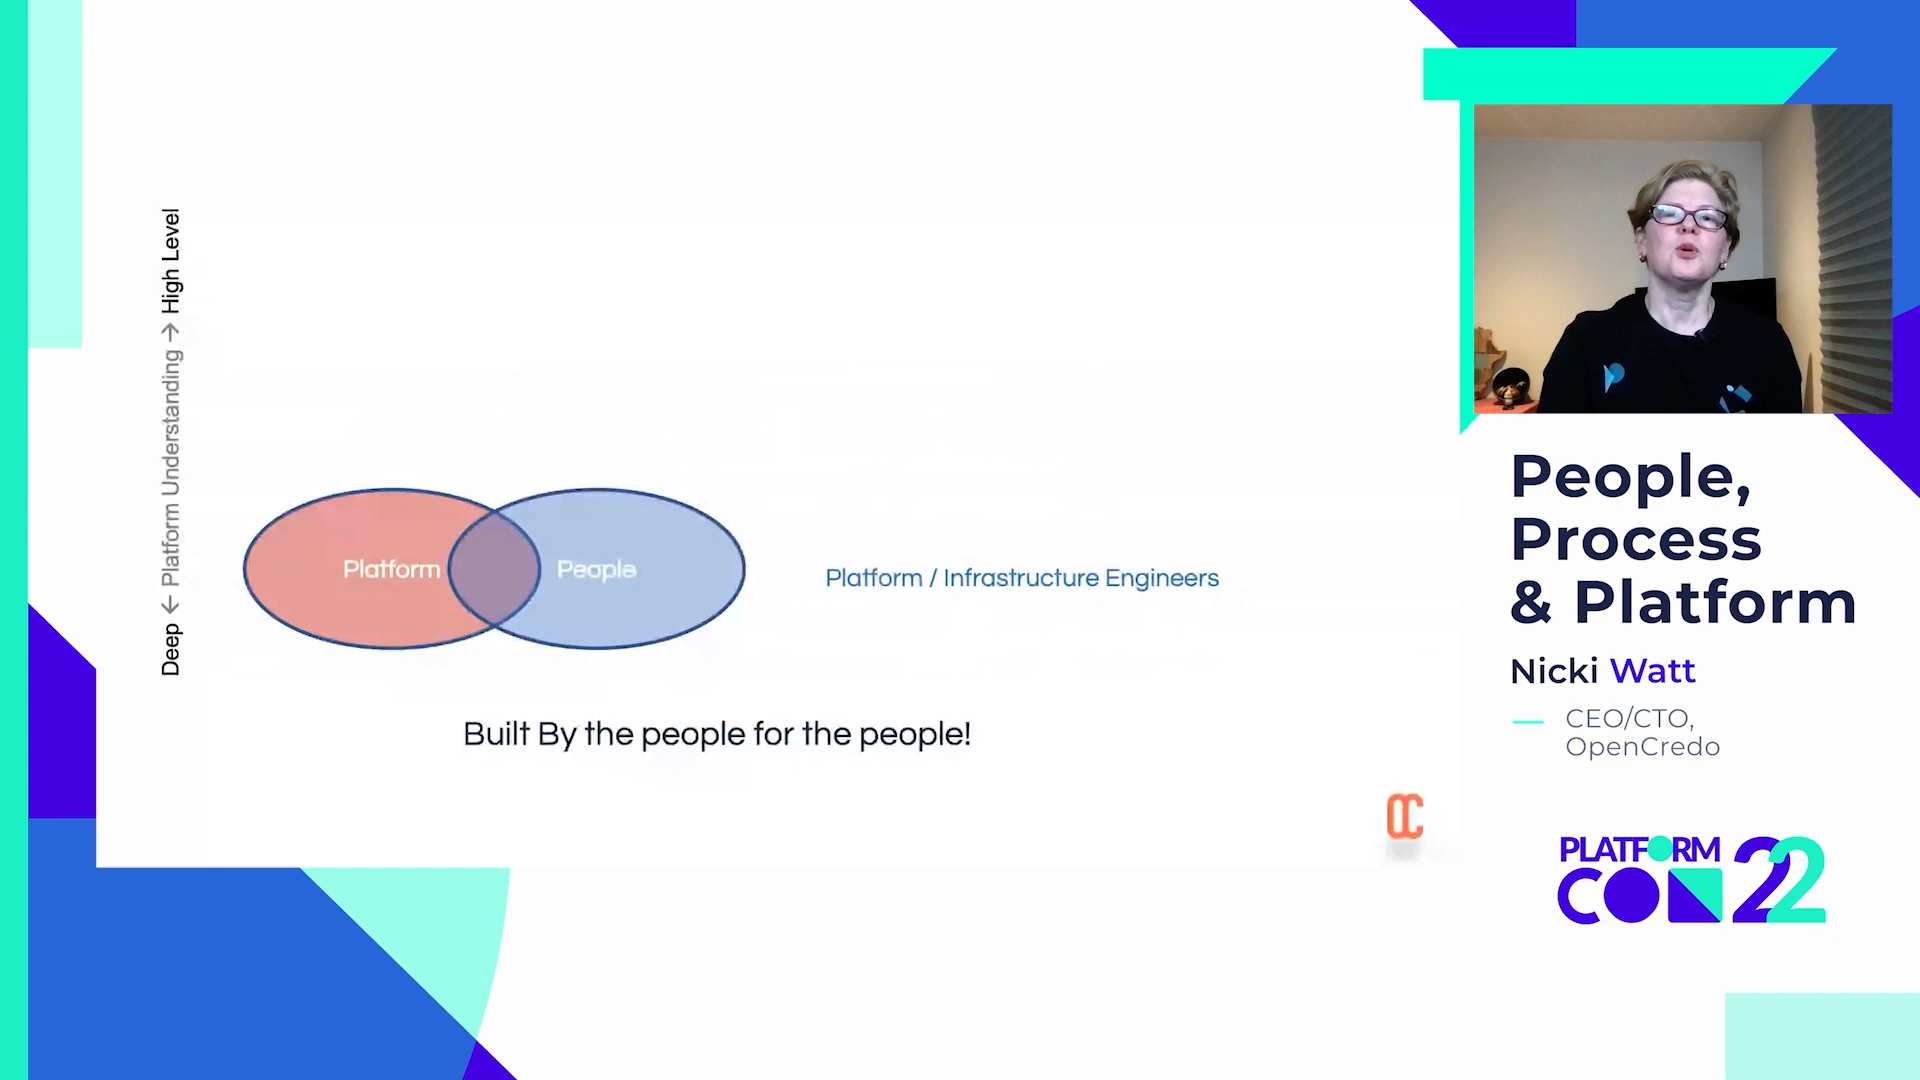 Deep ← Platform Understanding → High Level
Platform
People
Platform / Infrastructure Engineers
Built By the people for the people!
People,
Process
& Platform
Nicki Watt
CEO/CTO,
OpenCredo
PLATFORM
CON 22